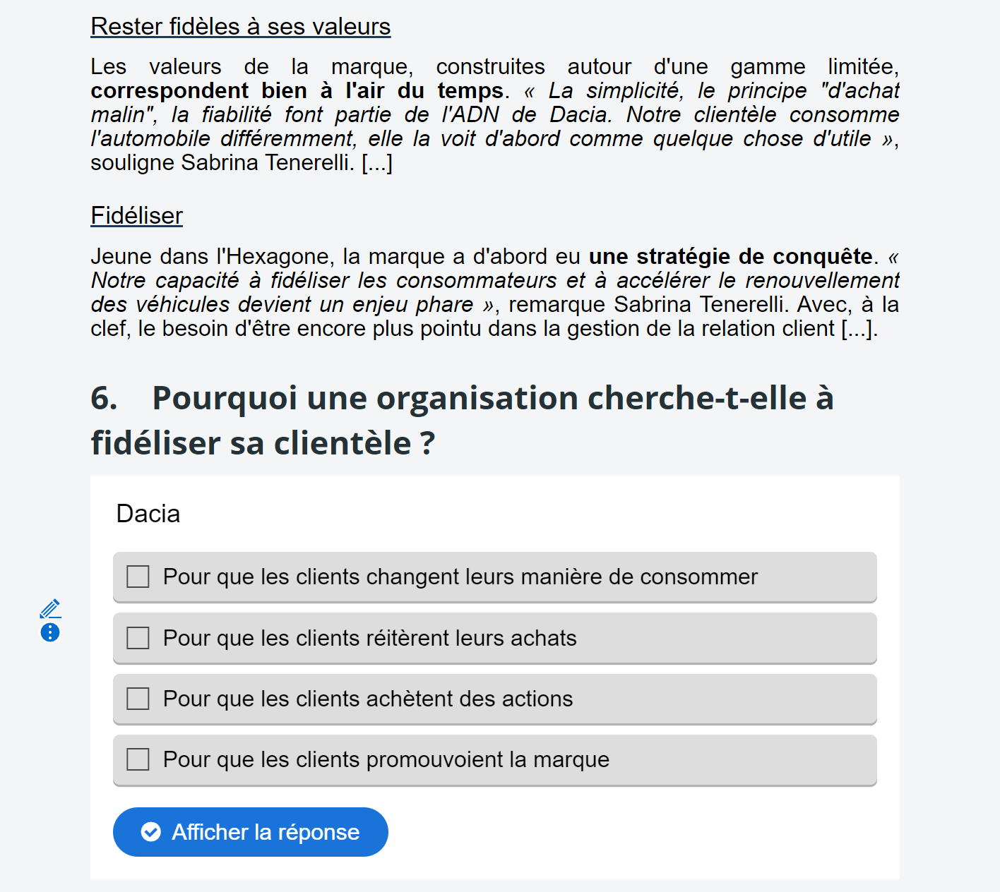 Rester fidèles à ses valeurs
Les valeurs de la marque, construites autour d'une gamme limitée,
correspondent bien à l'air du temps. « La simplicité, le principe "d'achat
malin", la fiabilité font partie de l'ADN de Dacia. Notre clientèle consomme
l'automobile différemment, elle la voit d'abord comme quelque chose d'utile »,
souligne Sabrina Tenerelli. [...]
Fidéliser
Jeune dans l'Hexagone, la marque a d'abord eu une stratégie de conquête. «
Notre capacité à fidéliser les consommateurs et à accélérer le renouvellement
des véhicules devient un enjeu phare », remarque Sabrina Tenerelli. Avec, à la
clef, le besoin d'être encore plus pointu dans la gestion de la relation client [...].
6. Pourquoi une organisation cherche-t-elle à
fidéliser sa clientèle ?
Dacia
Pour que les clients changent leurs manière de consommer
Pour que les clients réitèrent leurs achats
Pour que les clients achètent des actions
Pour que les clients promouvoient la marque
Afficher la réponse